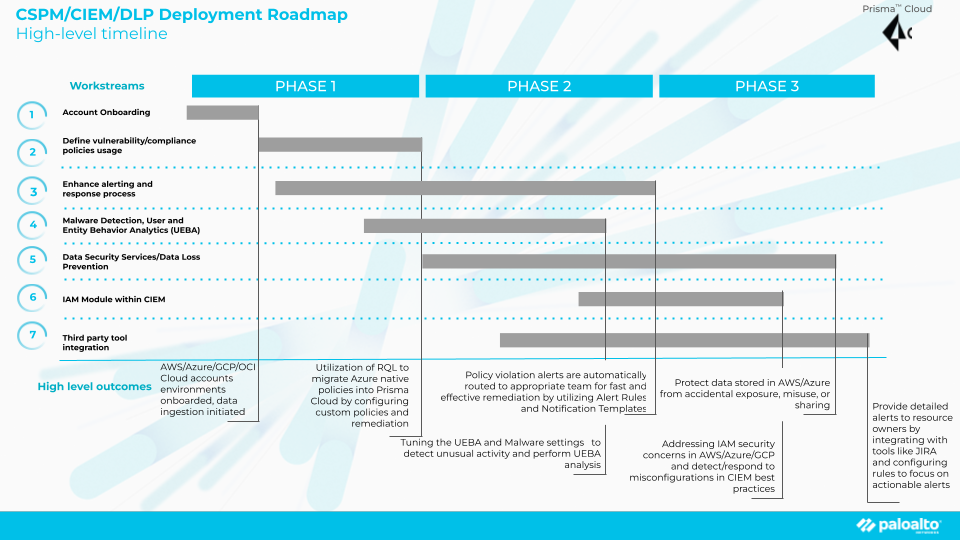 CSPM/CIEM/DLP Deployment Roadmap
High-level timeline
Prisma™ Cloud
Workstreams
PHASE 1
PHASE 2
PHASE 3
1
Account Onboarding
2
Define vulnerability/compliance
policies usage
3
Enhance alerting and
response process
4
Malware Detection, User and
Entity Behavior Analytics (UEBA)
5
Data Security Services/Data Loss
Prevention
6
IAM Module within CIEM
7
Third party tool
integration
High level outcomes
AWS/Azure/GCP/OCI
Cloud accounts
environments
onboarded, data
ingestion initiated
Utilization of RQL to
migrate Azure native
policies into Prisma
Cloud by configuring
custom policies and
remediation
Policy violation alerts are automatically
routed to appropriate team for fast and
effective remediation by utilizing Alert Rules
and Notification Templates
Tuning the UEBA and Malware settings to
detect unusual activity and perform UEBA
analysis
Protect data stored in AWS/Azure
from accidental exposure, misuse, or
sharing
Addressing IAM security
concerns in AWS/Azure/GCP
and detect/respond to
misconfigurations in CIEM best
practices
Provide detailed
alerts to resource
owners by
integrating with
tools like JIRA
and configuring
rules to focus on
actionable alerts
paloalto
NETWORKS